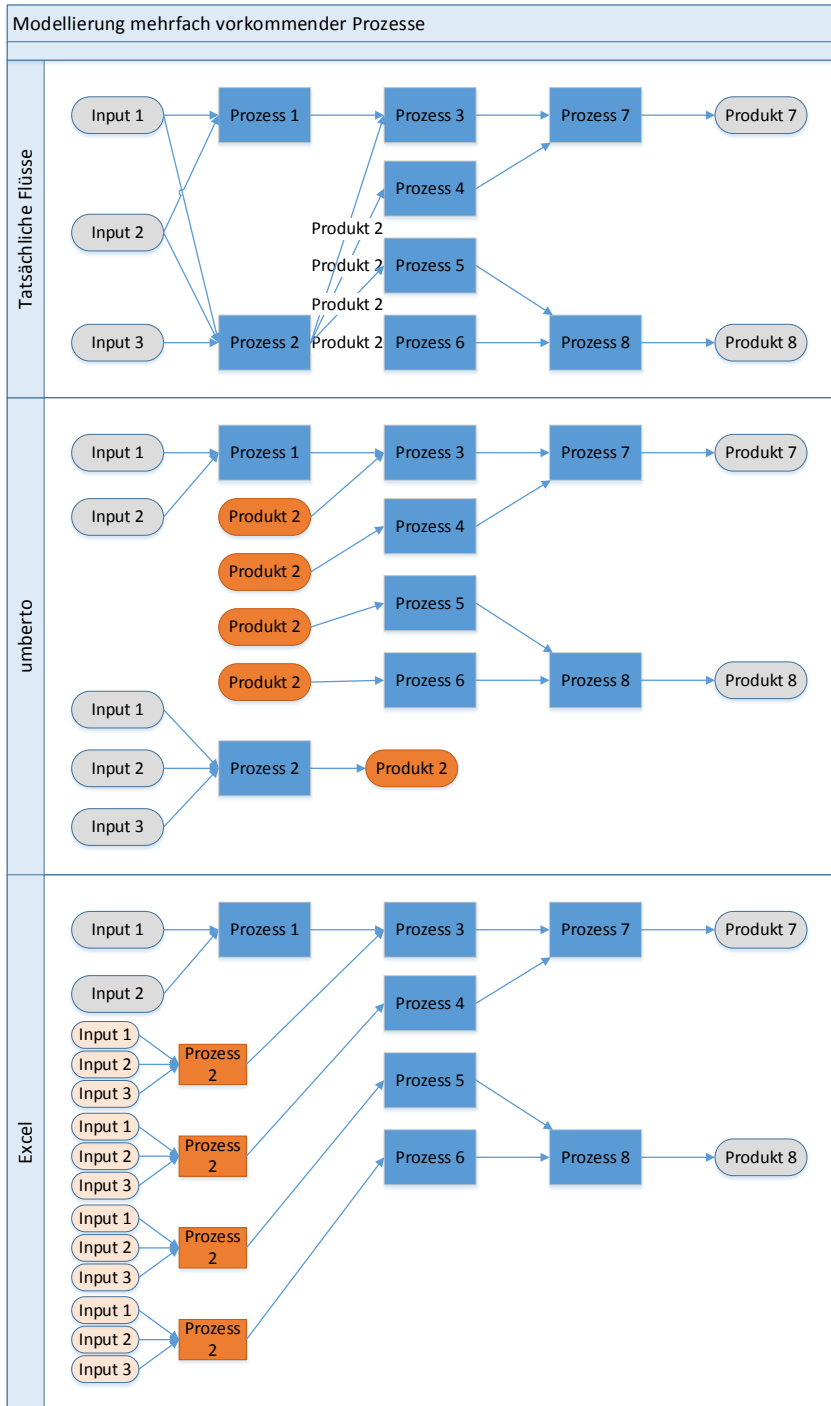 Modellierung mehrfach vorkommender Prozesse
Tatsächliche Flüsse
Input 1
Prozess 1
Prozess 3
Prozess 7
Produkt 7
Prozess 4
Input 2
Produkt 2
Produkt 2
Prozess 5
Produkt 2
Input 3
Prozess 2
Produkt 2
Prozess 6
Prozess 8
Produkt 8
umberto
Input 1
Prozess 1
Prozess 3
Prozess 7
Produkt 7
Input 2
Produkt 2
Prozess 4
Produkt 2
Produkt 2
Prozess 5
Produkt 2
Prozess 6
Prozess 8
Produkt 8
Input 1
Input 2
Prozess 2
Produkt 2
Input 3
Excel
Input 1
Prozess 1
Prozess 3
Prozess 7
Produkt 7
Input 2
Prozess 4
Input 1
Input 2
Input 3
Prozess
2
Prozess 5
Input 1
Input 2
Input 3
Prozess
2
Prozess 6
Prozess 8
Produkt 8
Input 1
Input 2
Input 3
Prozess
2
Input 1
Input 2
Input 3
Prozess
2